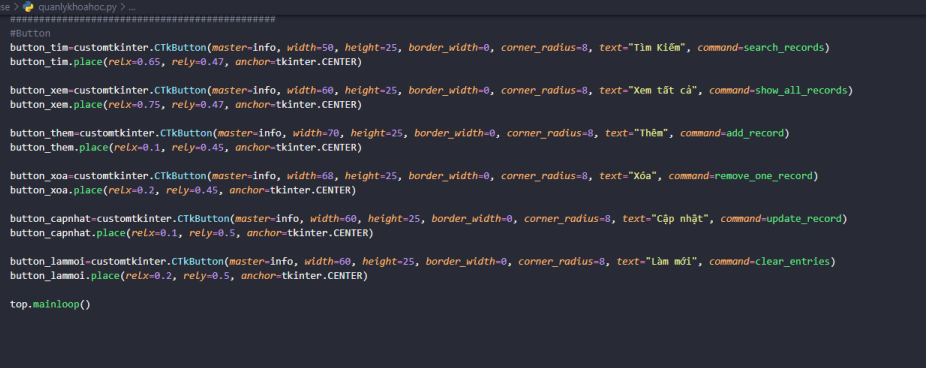 se > quanlykhoahoc.py > ...
##############################################
#Button
button_tim=customtkinter.CTkButton(master=info, width=50, height=25, border_width=0, corner_radius=8, text="Tìm Kiếm", command=search_records)
button_tim.place(relx=0.65, rely=0.47, anchor=tkinter.CENTER)
button_xem=customtkinter.CTkButton(master=info, width=60, height=25, border_width=0, corner_radius=8, text="Xem tất cả", command=show_all_records)
button_xem.place(relx=0.75, rely=0.47, anchor=tkinter.CENTER)
button_them=customtkinter.CTkButton(master=info, width=70, height=25, border_width=0, corner_radius=8, text="Thêm", command=add_record)
button_them.place(relx=0.1, rely=0.45, anchor=tkinter.CENTER)
button_xoa=customtkinter.CTkButton(master=info, width=68, height=25, border_width=0, corner_radius=8, text="Xóa", command=remove_one_record)
button_xoa.place(relx=0.2, rely=0.45, anchor=tkinter.CENTER)
button_capnhat=customtkinter.CTkButton(master=info, width=60, height=25, border_width=0, corner_radius=8, text="Cập nhật", command=update_record)
button_capnhat.place(relx=0.1, rely=0.5, anchor=tkinter.CENTER)
button_lammoi=customtkinter.CTkButton(master=info, width=60, height=25, border_width=0, corner_radius=8, text="Làm mới", command=clear_entries)
button_lammoi.place(relx=0.2, rely=0.5, anchor=tkinter.CENTER)
top.mainloop()